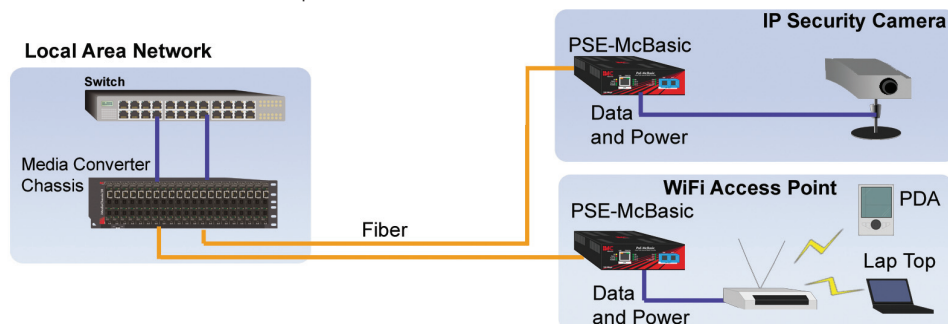 Local Area Network
Switch
Media Converter
Chassis
Fiber
IP Security Camera
PSE-McBasic
Data
and Power
WiFi Access Point
PSE-McBasic
PDA
Lap Top
Data
and Power